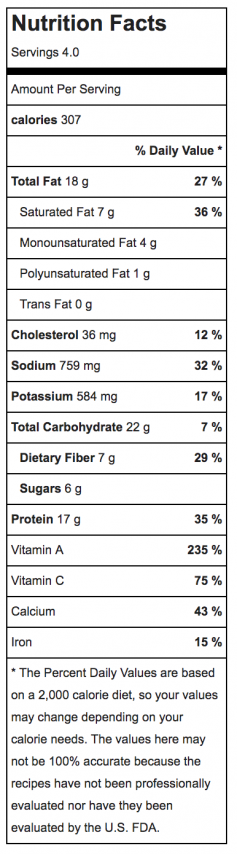 Nutrition Facts
Servings 4.0
Amount Per Serving
calories 307
% Daily Value *
Total Fat 18 g 27 %
Saturated Fat 7 g 36 %
Monounsaturated Fat 4 g
Polyunsaturated Fat 1 g
Trans Fat 0 g
Cholesterol 36 mg 12 %
Sodium 759 mg 32 %
Potassium 584 mg 17 %
Total Carbohydrate 22 g 7 %
Dietary Fiber 7 g 29 %
Sugars 6 g
Protein 17 g 35 %
Vitamin A 235 %
Vitamin C 75 %
Calcium 43 %
Iron 15 %
* The Percent Daily Values are based
on a 2,000 calorie diet, so your values
may change depending on your
calorie needs. The values here may
not be 100% accurate because the
recipes have not been professionally
evaluated nor have they been
evaluated by the U.S. FDA.